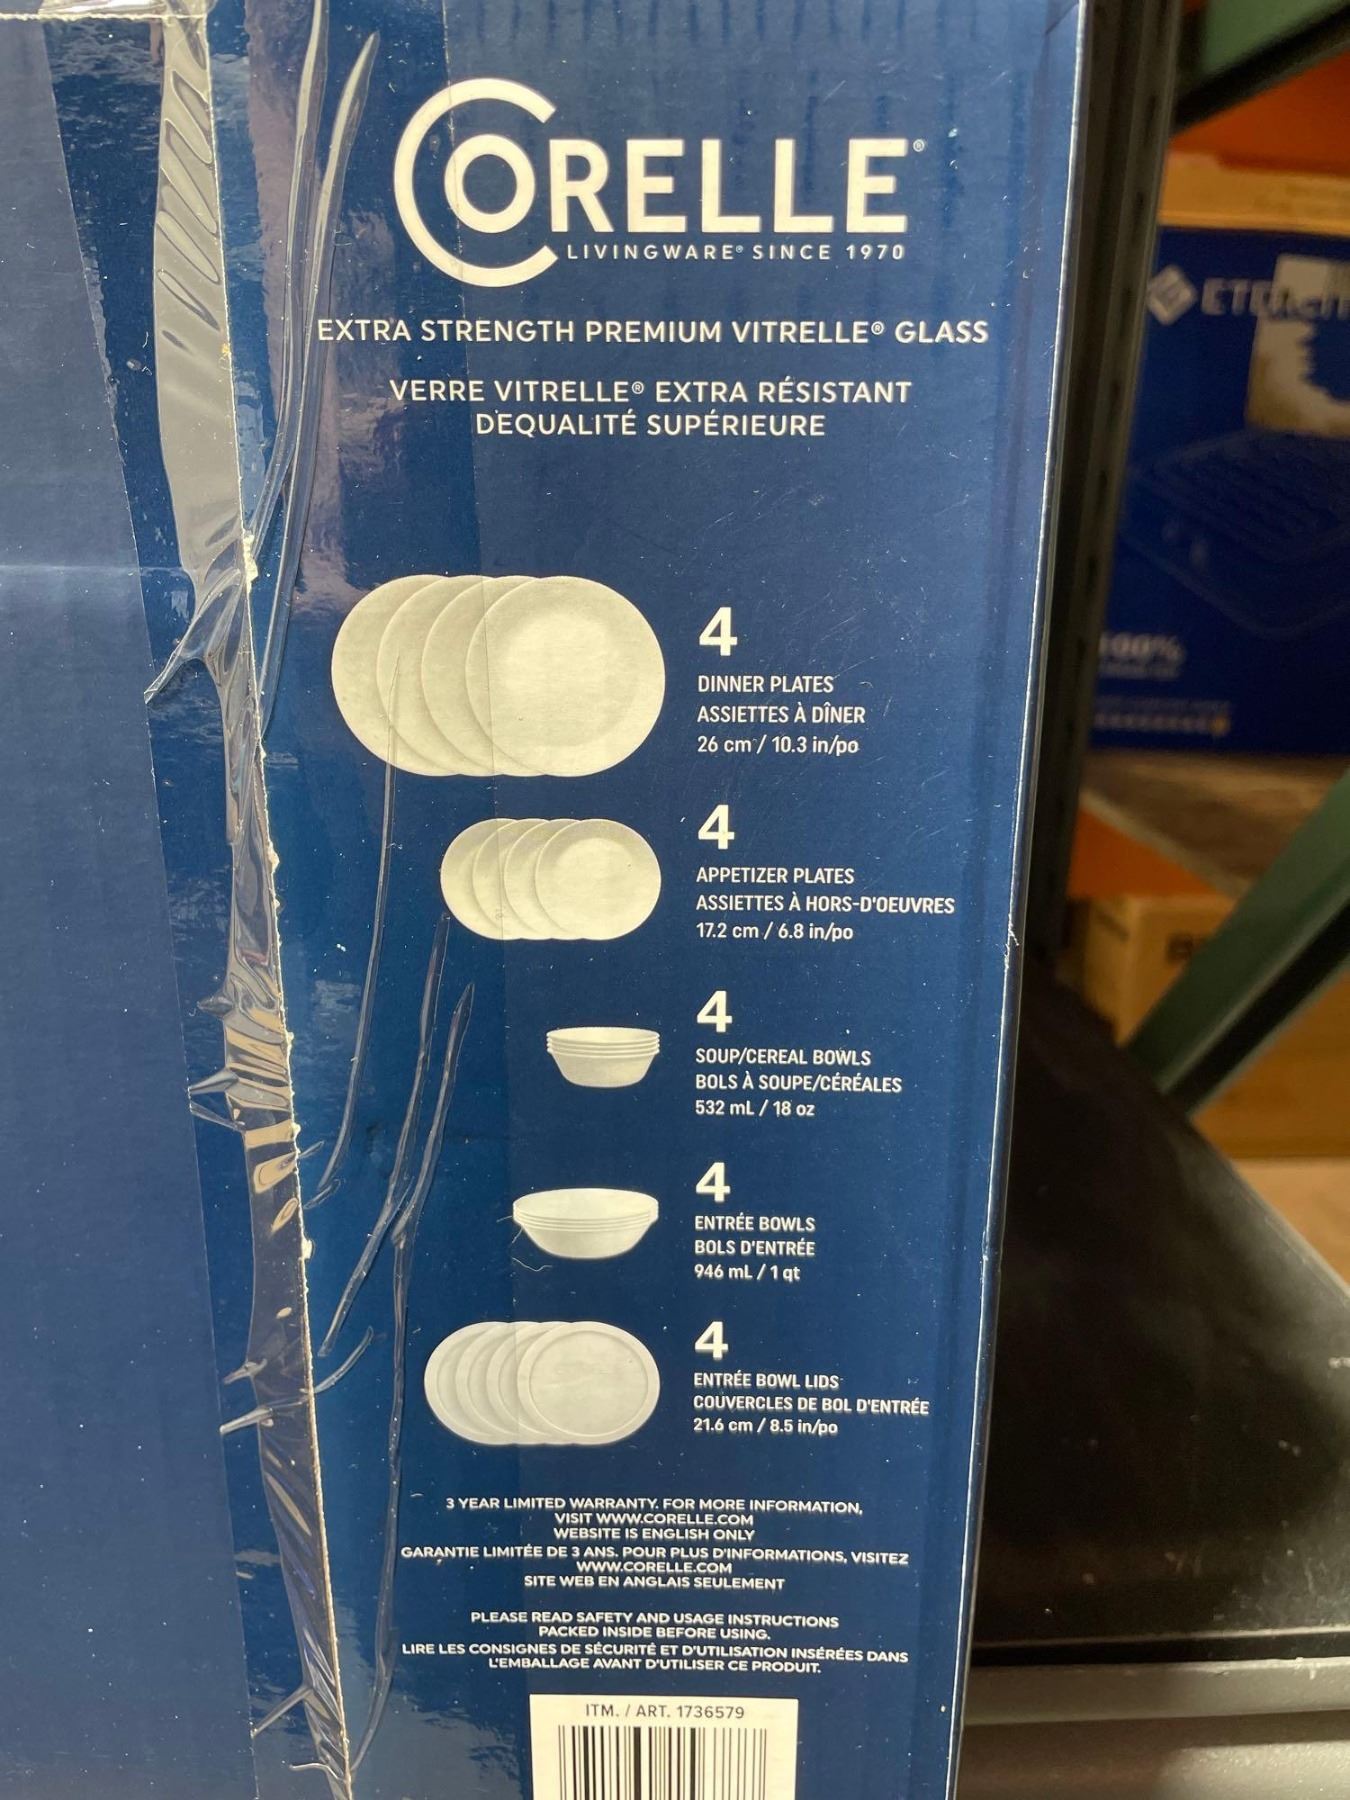 CORELLE®
LIVINGWARE® SINCE 1970
EXTRA STRENGTH PREMIUM VITRELLE® GLASS
VERRE VITRELLE® EXTRA RÉSISTANT
DEQUALITÉ SUPÉRIEURE
4
DINNER PLATES
ASSIETTES À DÎNER
26 cm / 10.3 in/po
4
APPETIZER PLATES
ASSIETTES À HORS-D'OEUVRES
17.2 cm / 6.8 in/po
4
SOUP/CEREAL BOWLS
BOLS À SOUPE/CÉRÉALES
532 mL / 18 oz
4
ENTRÉE BOWLS
BOLS D'ENTRÉE
946 mL / 1 qt
4
ENTRÉE BOWL LIDS
COUVERCLES DE BOL D'ENTRÉE
21.6 cm / 8.5 in/po
3 YEAR LIMITED WARRANTY. FOR MORE INFORMATION,
VISIT WWW.CORELLE.COM
WEBSITE IS ENGLISH ONLY
GARANTIE LIMITÉE DE 3 ANS. POUR PLUS D'INFORMATIONS, VISITEZ
WWW.CORELLE.COM
SITE WEB EN ANGLAIS SEULEMENT
PLEASE READ SAFETY AND USAGE INSTRUCTIONS
PACKED INSIDE BEFORE USING.
LIRE LES CONSIGNES DE SÉCURITÉ ET D'UTILISATION INSÉRÉES DANS
L'EMBALLAGE AVANT D'UTILISER CE PRODUIT.
ITM. / ART. 1736579
100%